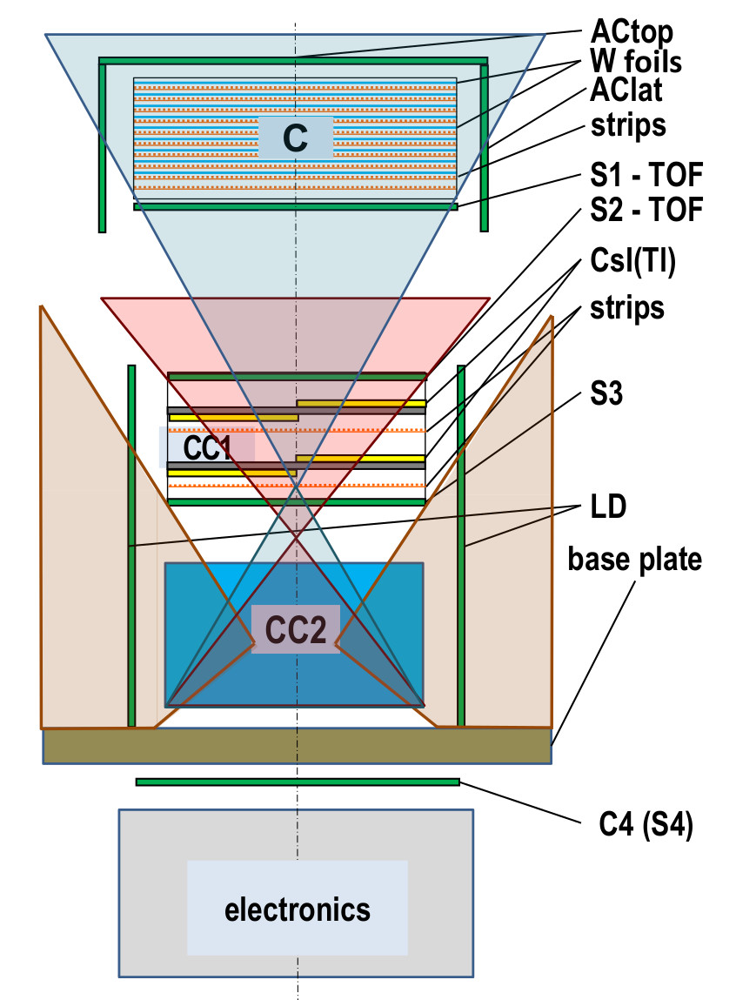 ACtop
W foils
AClat
strips
C
S1 - TOF
S2 - TOF
CsI(Tl)
strips
S3
CC1
LD
base plate
CC2
C4 (S4)
electronics